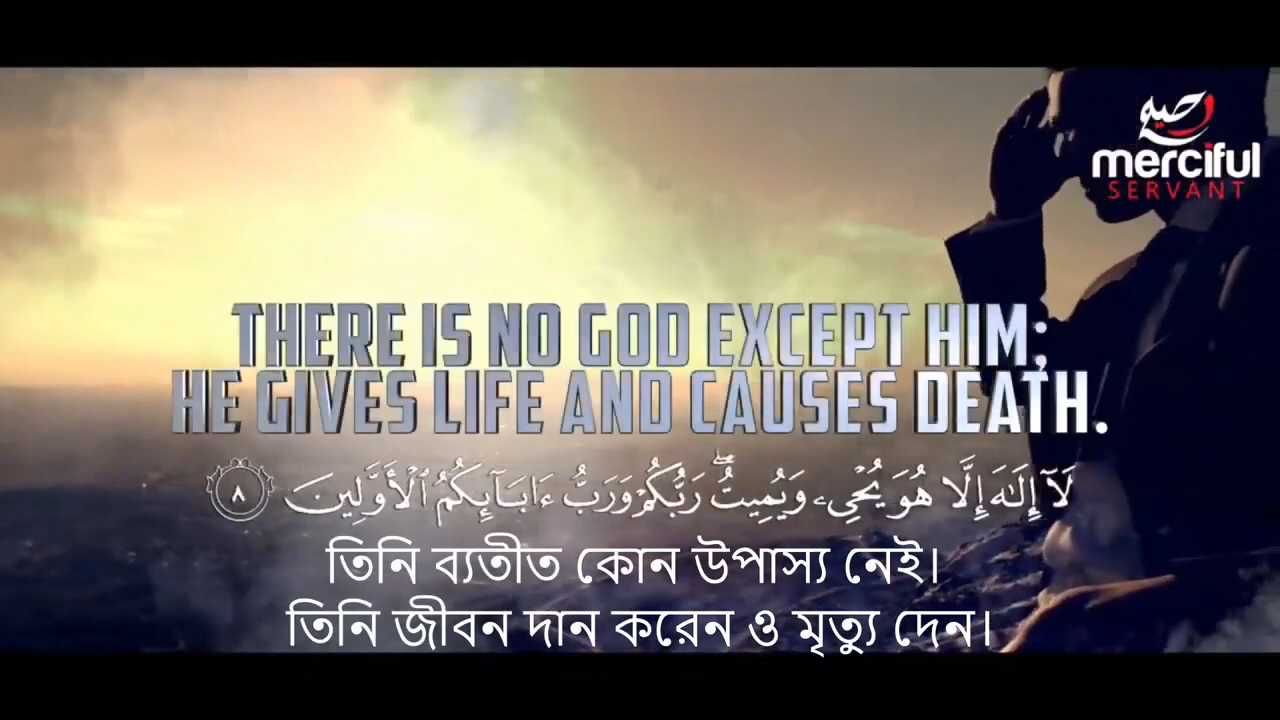 رحيم
merciful
SERVANT
THERE IS NO GOD EXCEPT HIM;
HE GIVES LIFE AND CAUSES DEATH.
لَآ إِلَـٰهَ إِلَّا هُوَ يُحْىِۦ وَيُمِيتُ ۖ رَبُّكُمْ وَرَبُّ ءَابَآئِكُمُ ٱلْأَوَّلِينَ ٨
তিনি ব্যতীত কোন উপাস্য নেই।
তিনি জীবন দান করেন ও মৃত্যু দেন।